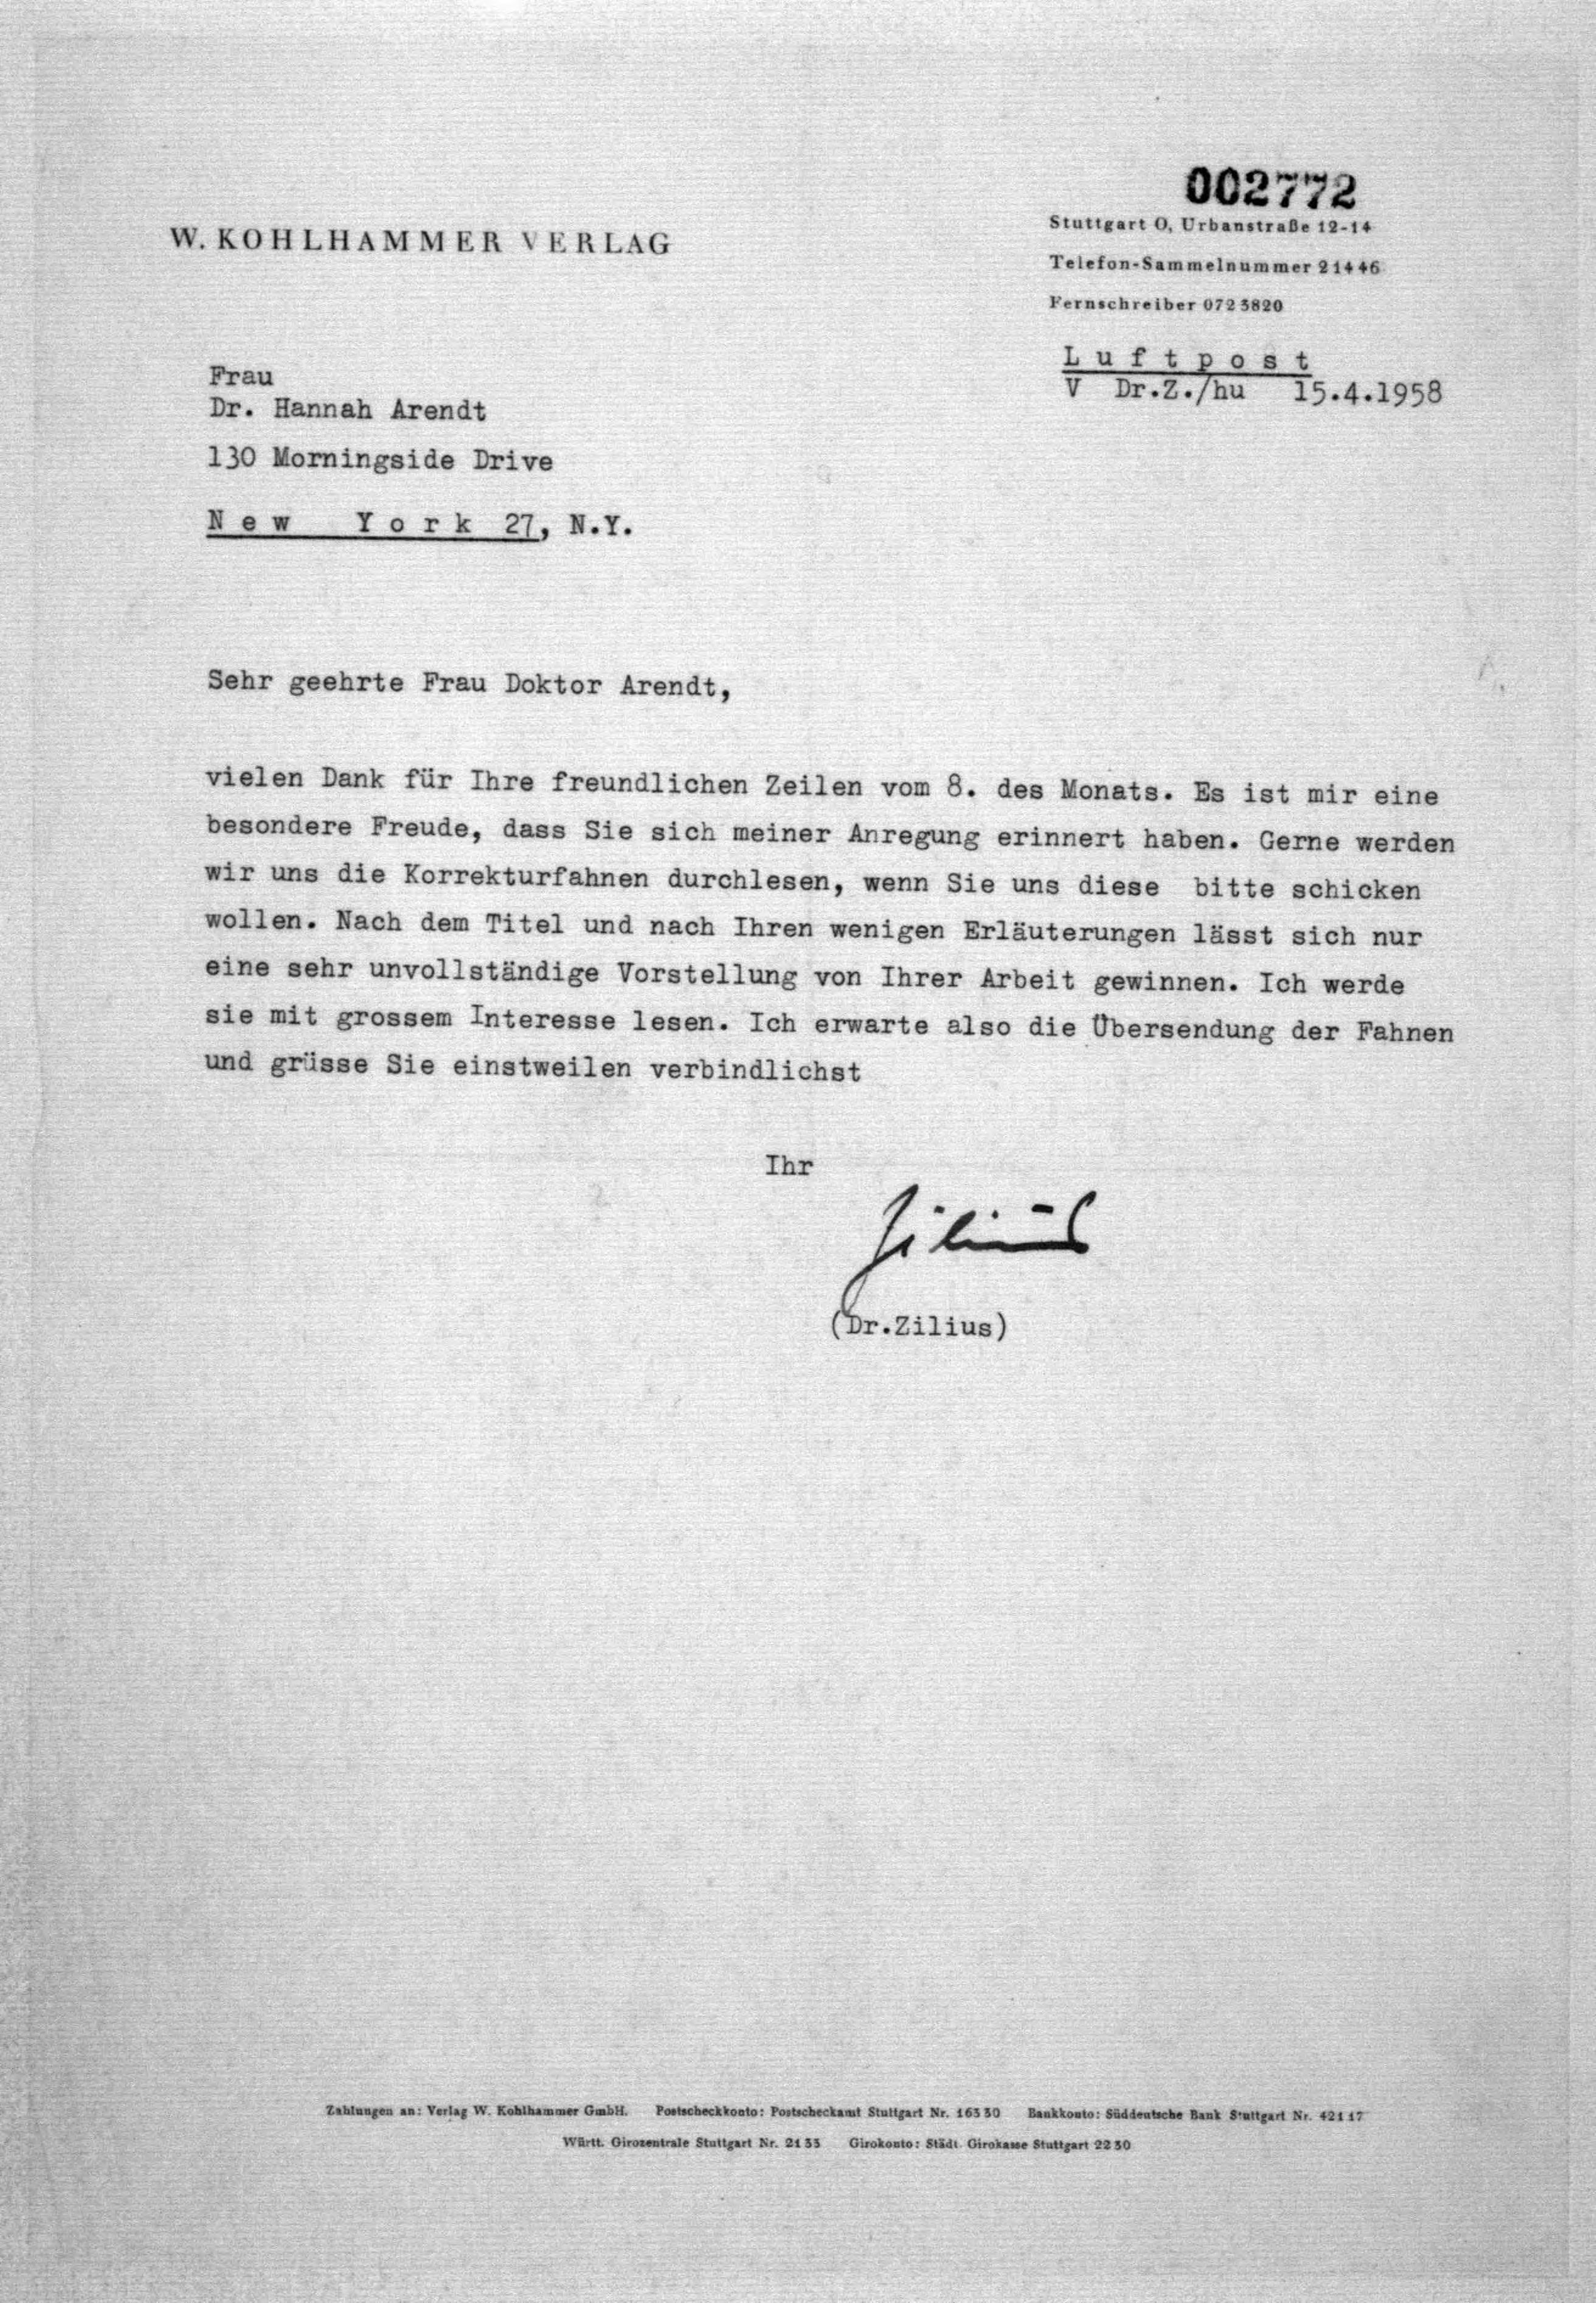 002772
W. KOHLHAMMER VERLAG
Stuttgart O, Urbanstraße 12-14
Telefon-Sammelnummer 21446
Fernschreiber 072 3820
Luftpost
V Dr.Z./hu 15.4.1958
Frau
Dr. Hannah Arendt
130 Morningside Drive
New York 27, N.Y.
Sehr geehrte Frau Doktor Arendt,
vielen Dank für Ihre freundlichen Zeilen vom 8. des Monats. Es ist mir eine
besondere Freude, dass Sie sich meiner Anregung erinnert haben. Gerne werden
wir uns die Korrekturfahnen durchlesen, wenn Sie uns diese bitte schicken
wollen. Nach dem Titel und nach Ihren wenigen Erläuterungen lässt sich nur
eine sehr unvollständige Vorstellung von Ihrer Arbeit gewinnen. Ich werde
sie mit grossem Interesse lesen. Ich erwarte also die Übersendung der Fahnen
und grüsse Sie einstweilen verbindlichst
Ihr
Zilius
(Dr.Zilius)
Zahlungen an: Verlag W. Kohlhammer GmbH. Postscheckkonto: Postscheckamt Stuttgart Nr. 16330 Bankkonto: Süddeutsche Bank Stuttgart Nr. 42117
Württ. Girozentrale Stuttgart Nr. 2133 Girokonto: Städt. Girokasse Stuttgart 2230